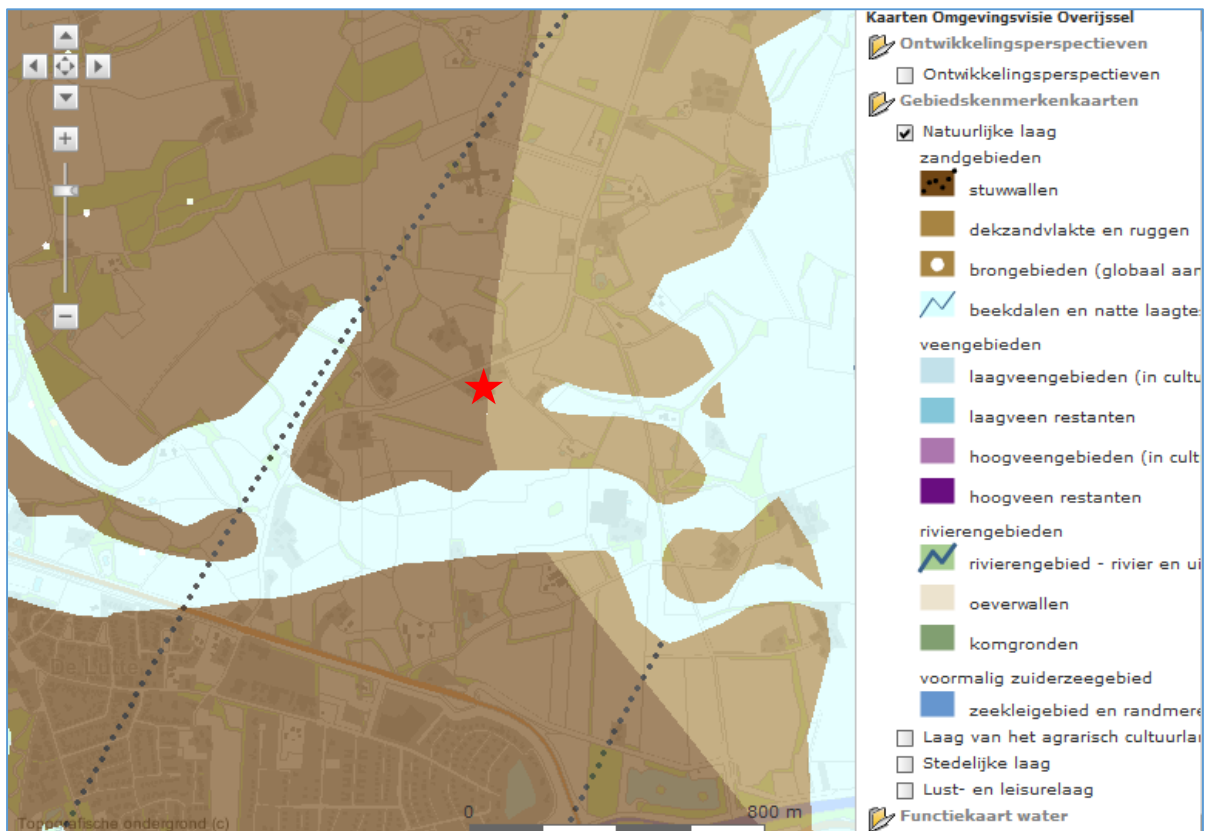 Kaarten Omgevingsvisie Overijssel
Ontwikkelingsperspectieven
Ontwikkelingsperspectieven
Gebiedskenmerkenkaarten
Natuurlijke laag
zandgebieden
stuwwallen
dekzandvlakte en ruggen
brongebieden (globaal aan
beekdalen en natte laagte
veengebieden
laagveengebieden (in cultu
laagveen restanten
hoogveengebieden (in cult
hoogveen restanten
rivierengebieden
rivierengebied - rivier en ui
oeverwallen
komgronden
voormalig zuiderzeegebied
zeekleigebied en randmere
Laag van het agrarisch cultuurla
Stedelijke laag
Lust- en leisurelaag
Functiekaart water
De Lutte
0
800 m
Topografische ondergrond (c)